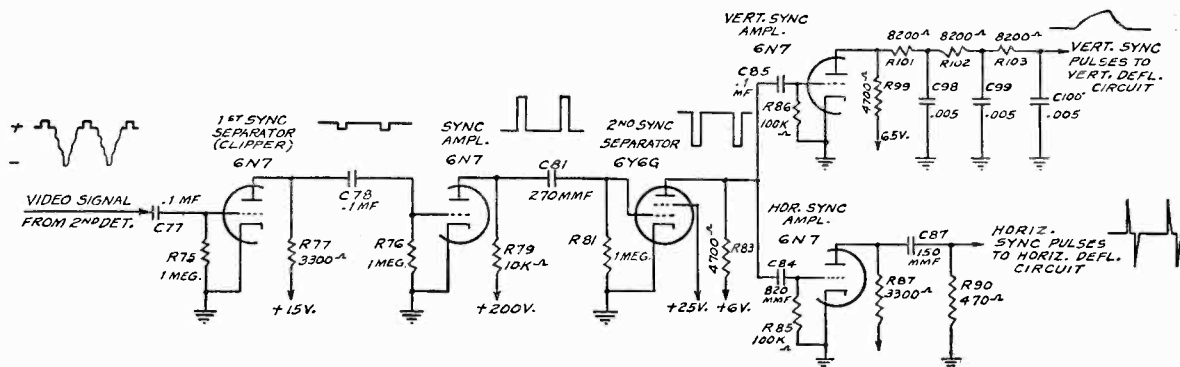 +
−
VIDEO SIGNAL
FROM 2ND DET.
.1 MF
C77
R75
1 MEG.
1ST SYNC
SEPARATOR
(CLIPPER)
6N7
R77
3300Ω
+15V.
C78
.1MF
R76
1MEG.
SYNC
AMPL.
6N7
R79
10KΩ
+200V.
C81
270MMF
R81
1MEG.
2ND SYNC
SEPARATOR
6Y6G
+25V.
R83
4700Ω
+6V.
VERT. SYNC
AMPL.
6N7
C85
.1
MF
R86
100K
Ω
R99
4700Ω
65V.
8200Ω
R101
8200Ω
R102
8200Ω
R103
C98
.005
C99
.005
C100
.005
VERT. SYNC
PULSES TO
VERT. DEFL.
CIRCUIT
HOR. SYNC
AMPL.
6N7
C84
820
MMF
R85
100K
Ω
R87
3300Ω
C87
150
MMF
R90
470Ω
HORIZ.
SYNC PULSES
TO HORIZ. DEFL.
CIRCUIT